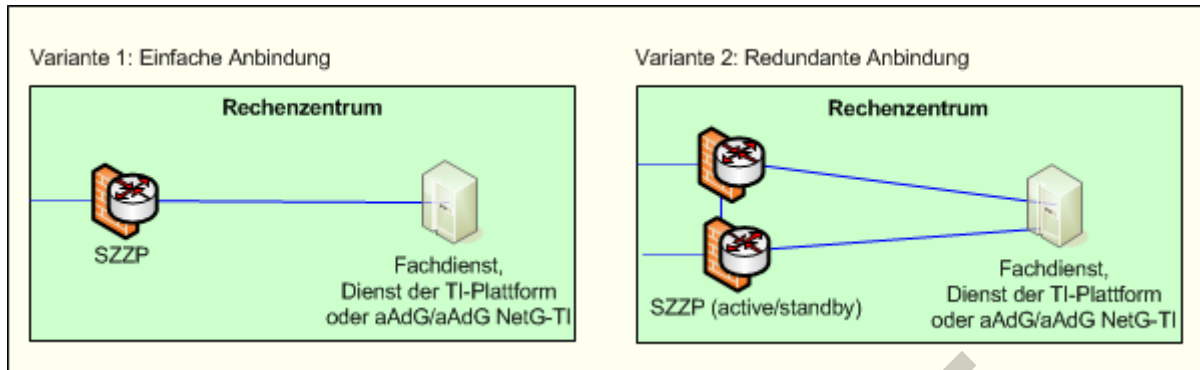 Variante 1: Einfache Anbindung
Rechenzentrum
SZZP
Fachdienst,
Dienst der TI-Plattform
oder aAdG/aAdG NetG-TI
Variante 2: Redundante Anbindung
Rechenzentrum
SZZP (active/standby)
Fachdienst,
Dienst der TI-Plattform
oder aAdG/aAdG NetG-TI